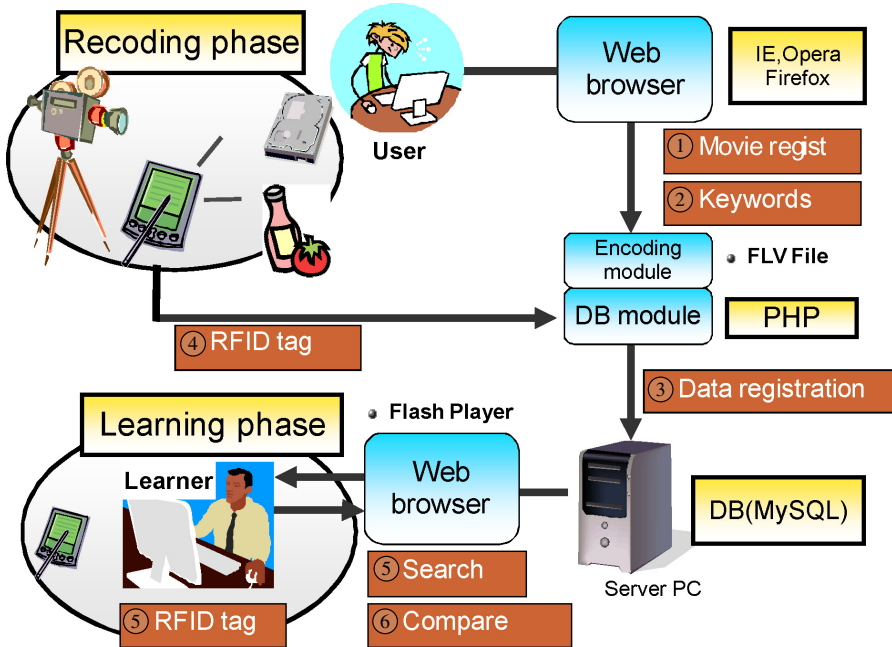 Recoding phase
User
Web
browser
IE,Opera
Firefox
① Movie regist
② Keywords
Encoding
module
FLV File
DB module
PHP
④ RFID tag
③ Data registration
Learning phase
Flash Player
Learner
Web
browser
DB(MySQL)
Server PC
⑤ Search
⑤ RFID tag
⑥ Compare